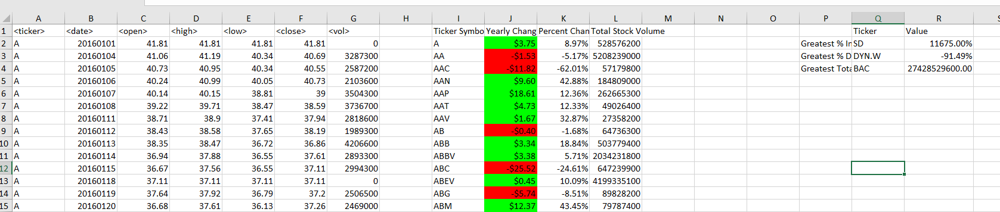 A B C D E F G H I J K L M N O P Q R S
1 <ticker> <date> <open> <high> <low> <close> <vol> Ticker Symbo Yearly Chang Percent Chan Total Stock Volume Ticker Value
2 A 20160101 41.81 41.81 41.81 41.81 0 A $3.75 8.97% 528576200 Greatest % In SD 11675.00%
3 A 20160104 41.06 41.19 40.34 40.69 3287300 AA -$1.53 -5.17% 5208239000 Greatest % D DYN.W -91.49%
4 A 20160105 40.73 40.95 40.34 40.55 2587200 AAC -$11.82 -62.01% 57179800 Greatest Tota BAC 27428529600.00
5 A 20160106 40.24 40.99 40.05 40.73 2103600 AAN $9.60 42.88% 184809000
6 A 20160107 40.14 40.15 38.81 39 3504300 AAP $18.61 12.36% 262665300
7 A 20160108 39.22 39.71 38.47 38.59 3736700 AAT $4.73 12.33% 49026400
8 A 20160111 38.71 38.9 37.41 37.94 2818600 AAV $1.67 32.87% 27358200
9 A 20160112 38.43 38.58 37.65 38.19 1989300 AB -$0.40 -1.68% 64736300
10 A 20160113 38.35 38.47 36.72 36.86 4206600 ABB $3.34 18.84% 503779400
11 A 20160114 36.94 37.88 36.55 37.61 2893300 ABBV $3.38 5.71% 2034231800
12 A 20160115 36.67 37.56 36.55 37.11 2994300 ABC -$25.52 -24.61% 647239900
13 A 20160118 37.11 37.11 37.11 37.11 0 ABEV $0.45 10.09% 4199335100
14 A 20160119 37.64 37.92 36.79 37.2 2506500 ABG -$5.74 -8.51% 89828200
15 A 20160120 36.68 37.61 36.13 37.26 2469000 ABM $12.37 43.45% 79787400